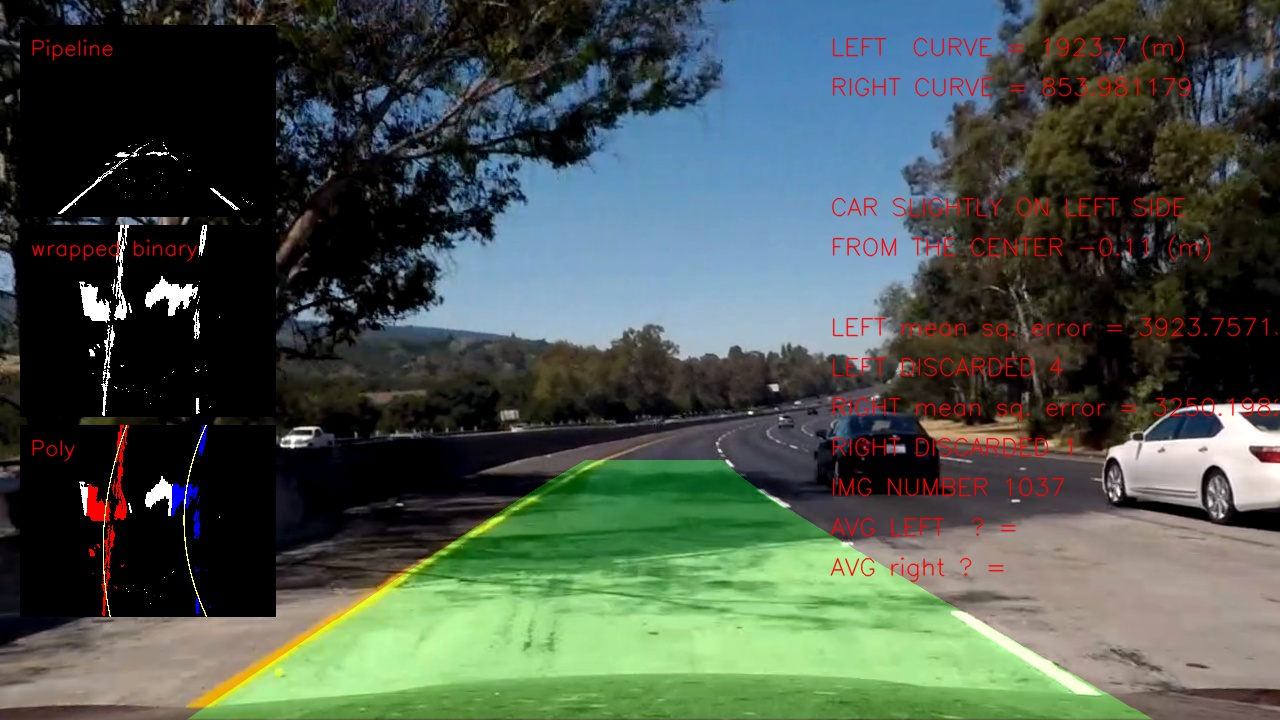 Pipeline
wrapped binary
Poly
LEFT CURVE = 1923.7 (m)
RIGHT CURVE = 853.981179
CAR SLIGHTLY ON LEFT SIDE
FROM THE CENTER -0.11 (m)
LEFT mean sq. error = 3923.7571
LEFT DISCARDED 4
RIGHT mean sq. error = 3250.198
RIGHT DISCARDED 1
IMG NUMBER 1037
AVG LEFT ? =
AVG right ? =